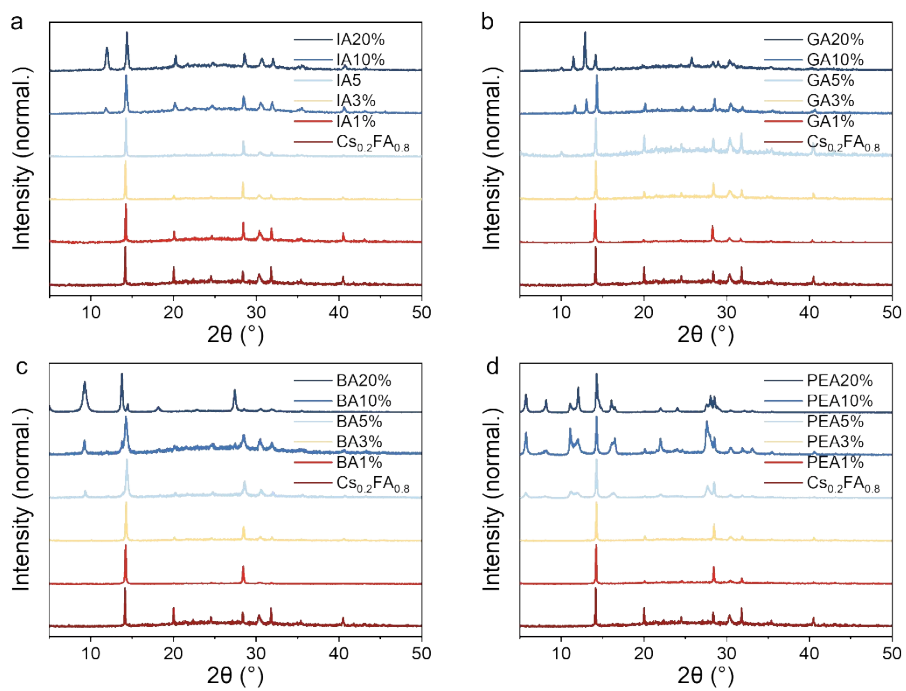 a
IA20%
IA10%
IA5
IA3%
IA1%
Cs0.2FA0.8
Intensity (normal.)
10 20 30 40 50
2θ (°)
b
GA20%
GA10%
GA5%
GA3%
GA1%
Cs0.2FA0.8
Intensity (normal.)
10 20 30 40 50
2θ (°)
c
BA20%
BA10%
BA5%
BA3%
BA1%
Cs0.2FA0.8
Intensity (normal.)
10 20 30 40 50
2θ (°)
d
PEA20%
PEA10%
PEA5%
PEA3%
PEA1%
Cs0.2FA0.8
Intensity (normal.)
10 20 30 40 50
2θ (°)